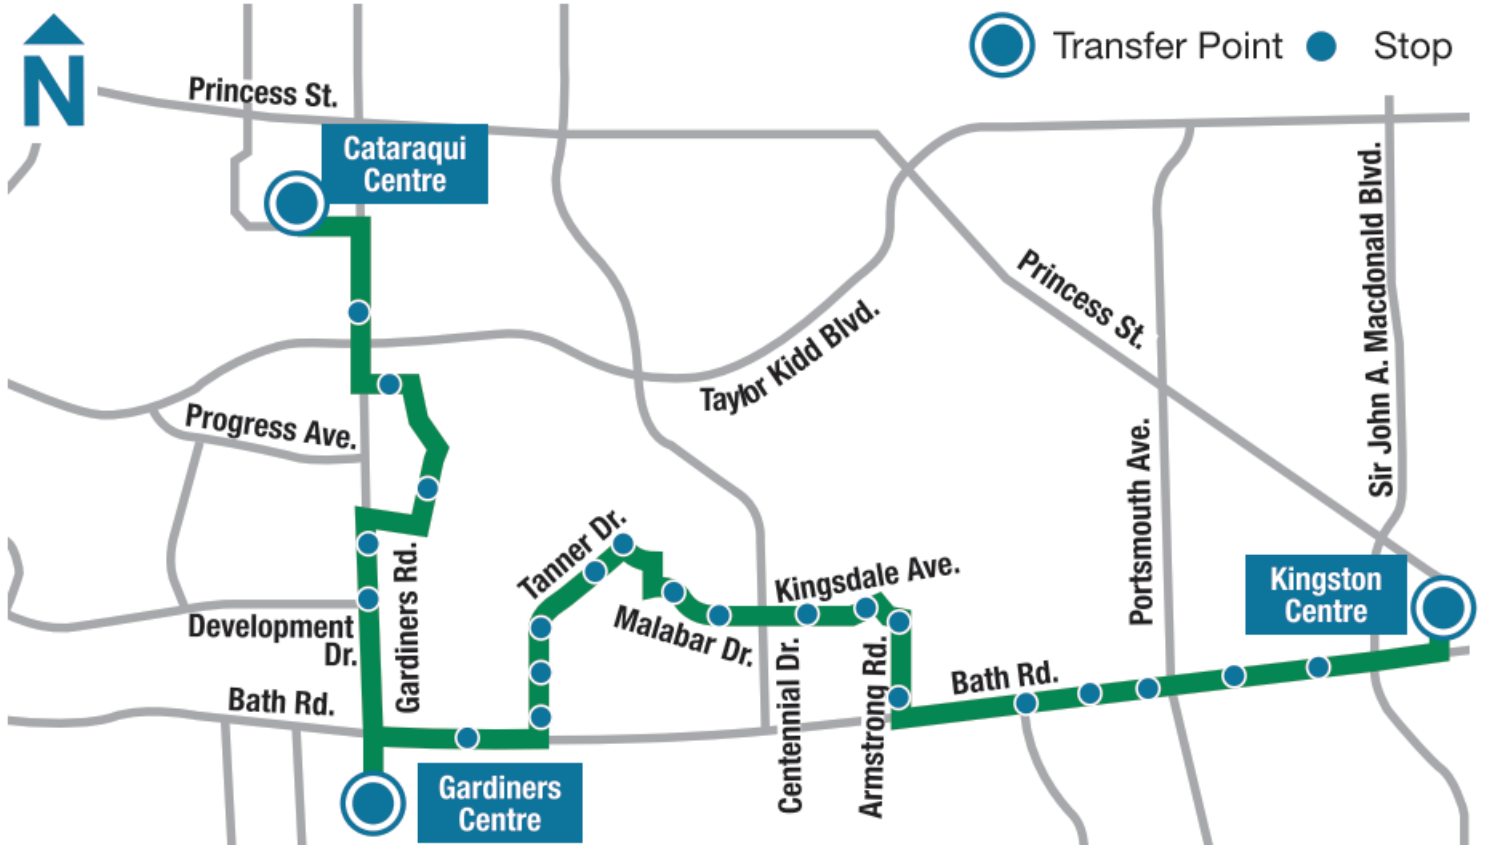 Transfer Point
Stop
N
Princess St.
Cataraqui
Centre
Princess St.
Sir John A. Macdonald Blvd.
Taylor Kidd Blvd.
Progress Ave.
Portsmouth Ave.
Tanner Dr.
Gardiners Rd.
Kingsdale Ave.
Kingston
Centre
Malabar Dr.
Development
Dr.
Centennial Dr.
Armstrong Rd.
Bath Rd.
Bath Rd.
Gardiners
Centre